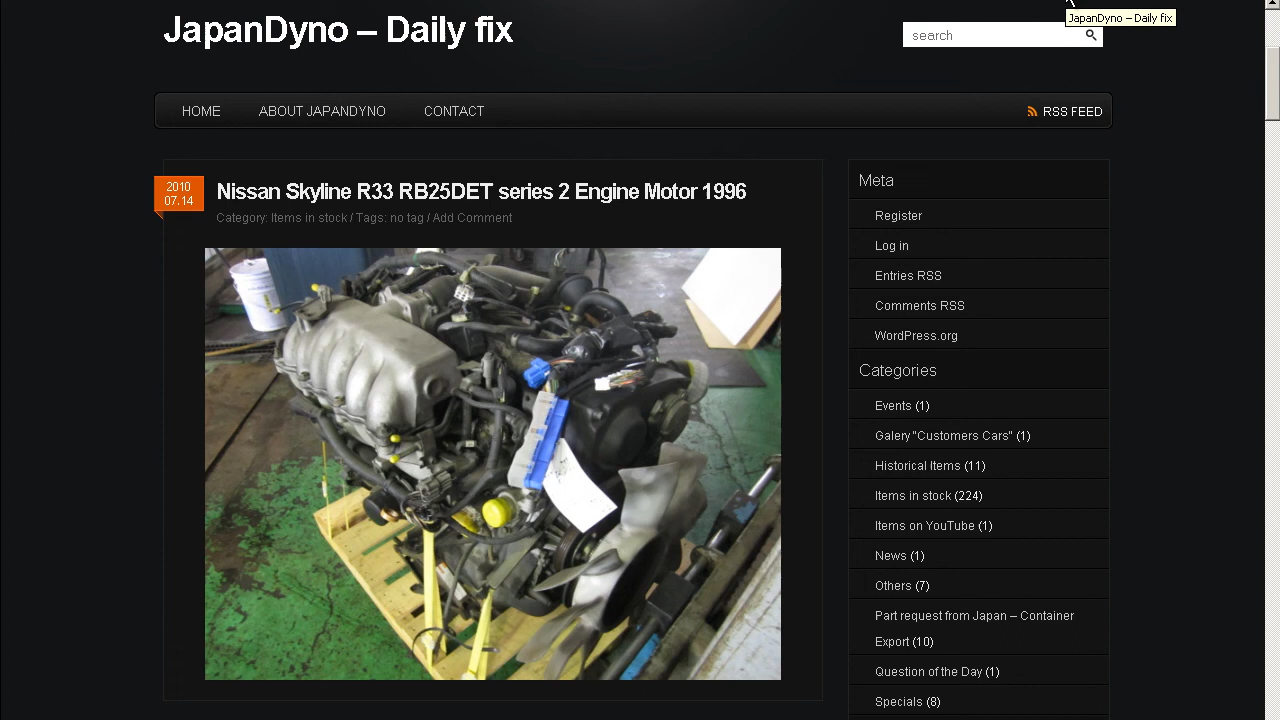 JapanDyno – Daily fix
JapanDyno – Daily fix
search
HOME
ABOUT JAPANDYNO
CONTACT
RSS FEED
2010
07.14
Nissan Skyline R33 RB25DET series 2 Engine Motor 1996
Category: Items in stock / Tags: no tag / Add Comment
Meta
Register
Log in
Entries RSS
Comments RSS
WordPress.org
Categories
Events (1)
Galery "Customers Cars" (1)
Historical Items (11)
Items in stock (224)
Items on YouTube (1)
News (1)
Others (7)
Part request from Japan – Container
Export (10)
Question of the Day (1)
Specials (8)